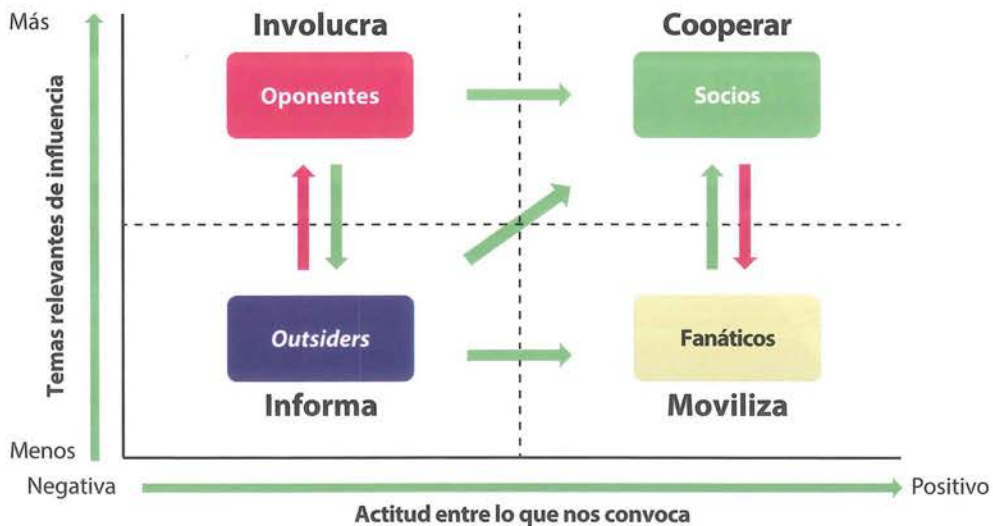 Más
Involucra
Cooperar
Oponentes
Socios
Temas relevantes de influencia
Outsiders
Fanáticos
Informa
Moviliza
Menos
Negativa
Positivo
Actitud entre lo que nos convoca